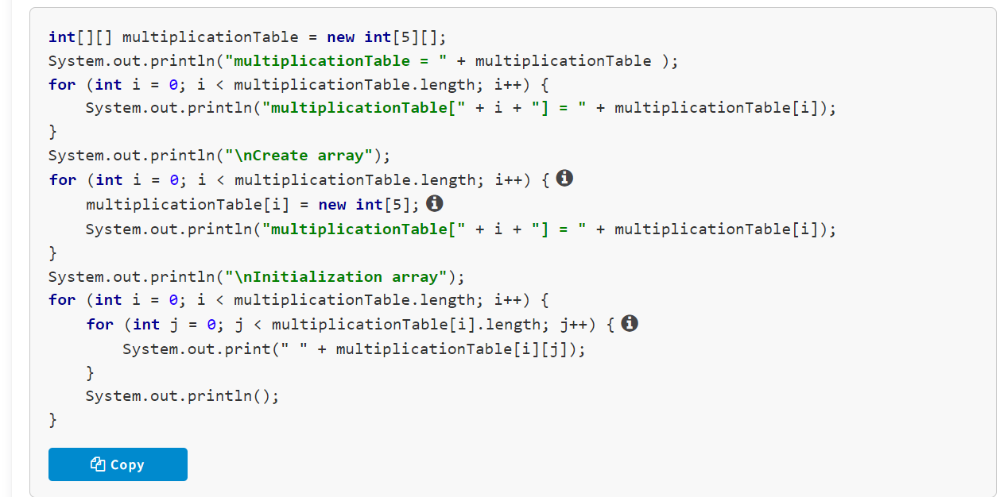 int[][] multiplicationTable = new int[5][];
System.out.println("multiplicationTable = " + multiplicationTable );
for (int i = 0; i < multiplicationTable.length; i++) {
    System.out.println("multiplicationTable[" + i + "] = " + multiplicationTable[i]);
}
System.out.println("\nCreate array");
for (int i = 0; i < multiplicationTable.length; i++) {
    multiplicationTable[i] = new int[5];
    System.out.println("multiplicationTable[" + i + "] = " + multiplicationTable[i]);
}
System.out.println("\nInitialization array");
for (int i = 0; i < multiplicationTable.length; i++) {
    for (int j = 0; j < multiplicationTable[i].length; j++) {
        System.out.print(" " + multiplicationTable[i][j]);
    }
    System.out.println();
}
Copy